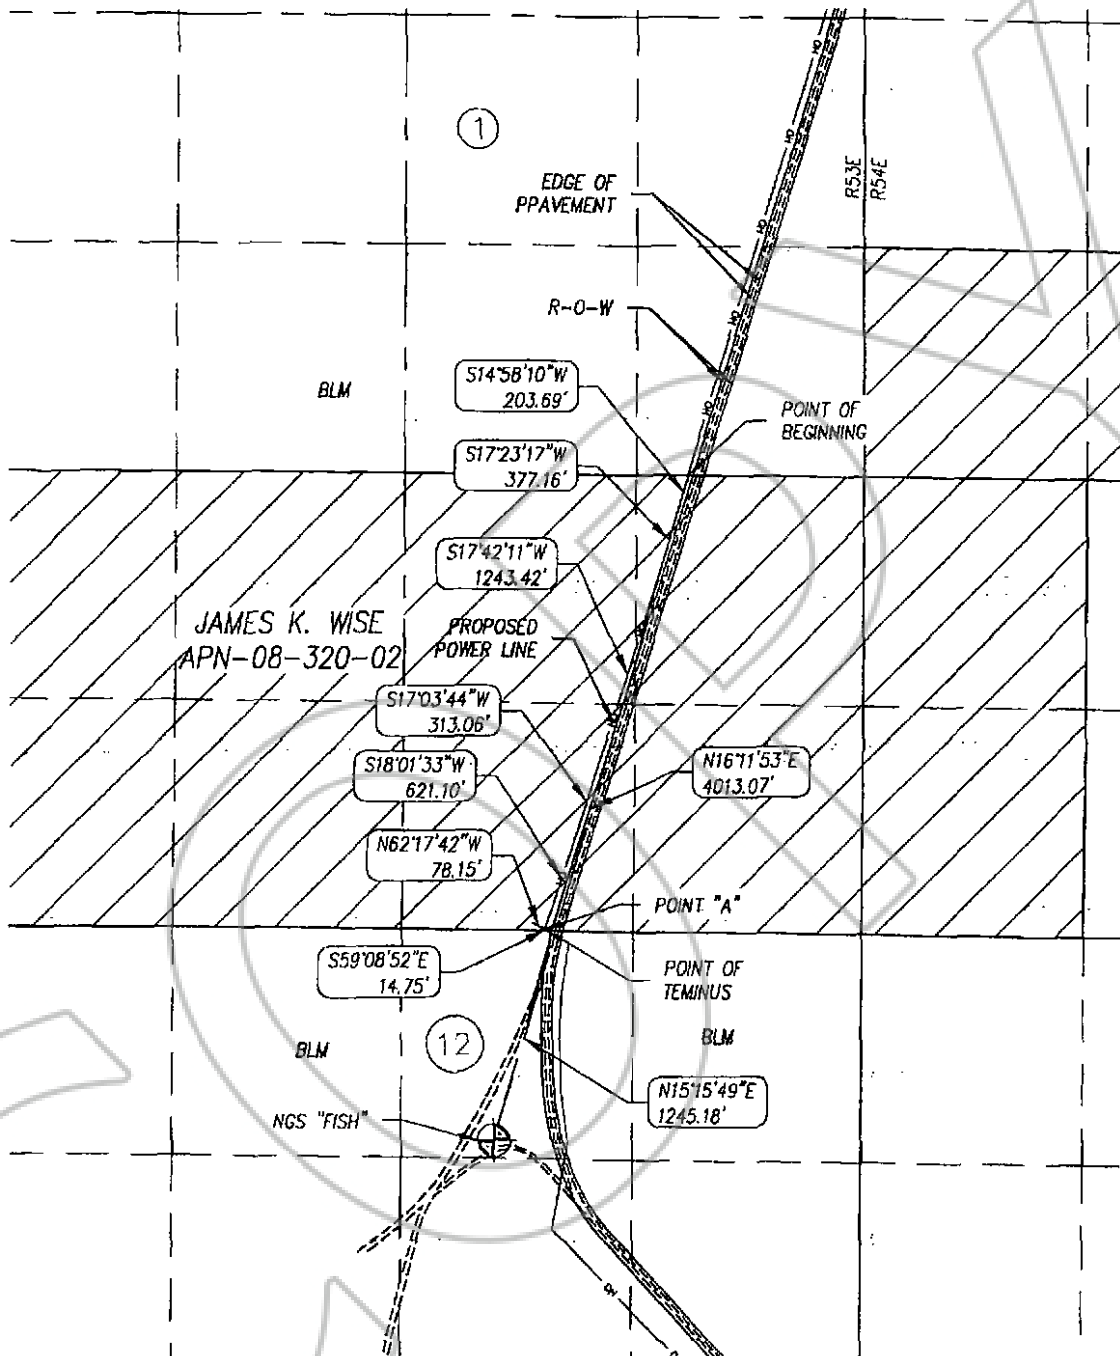 1
EDGE OF
PPAVEMENT
R53E
R54E
R-O-W
BLM
S14°58'10"W
203.69'
POINT OF
BEGINNING
S17°23'17"W
377.16'
S17°42'11"W
1243.42'
JAMES K. WISE
APN-08-320-02
PROPOSED
POWER LINE
S17°03'44"W
313.06'
S18°01'33"W
621.10'
N16°11'53"E
4013.07'
N62°17'42"W
78.15'
POINT "A"
S59°08'52"E
14.75'
POINT OF
TEMINUS
12
BLM
BLM
N15°15'49"E
1245.18'
NGS "FISH"